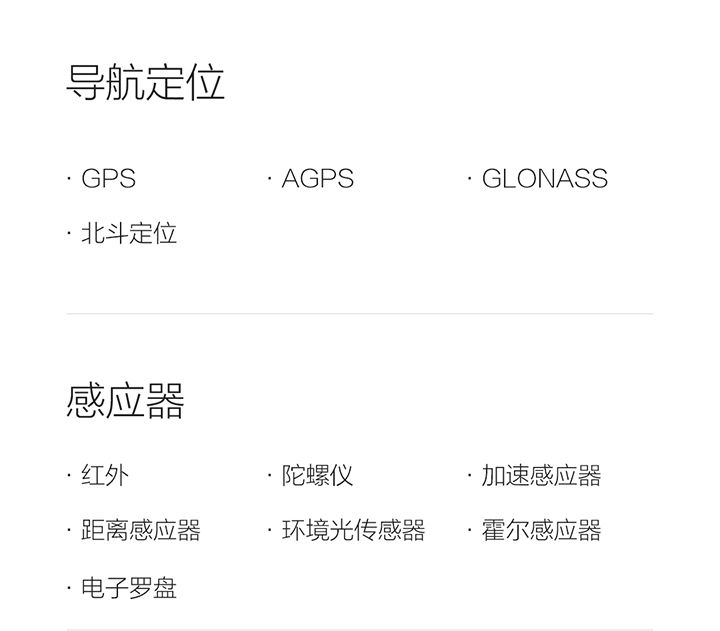 导航定位
· GPS · AGPS · GLONASS
· 北斗定位
感应器
· 红外 · 陀螺仪 · 加速感应器
· 距离感应器 · 环境光传感器 · 霍尔感应器
· 电子罗盘